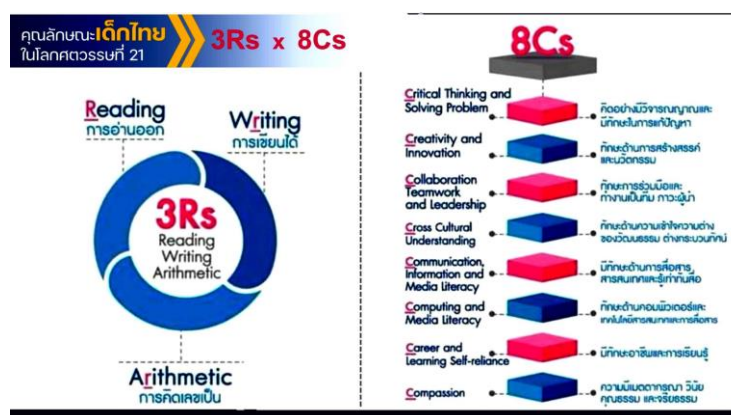 คุณลักษณะเด็กไทย
ในโลกศตวรรษที่ 21
3Rs x 8Cs
Reading
การอ่านออก
Writing
การเขียนได้
3Rs
Reading
Writing
Arithmetic
Arithmetic
การคิดเลขเป็น
8Cs
Critical Thinking and
Solving Problem
คิดอย่างมีวิจารณญาณและ
มีทักษะในการแก้ปัญหา
Creativity and
Innovation
ทักษะด้านการสร้างสรรค์
และนวัตกรรม
Collaboration
Teamwork
and Leadership
ทักษะการร่วมมือและ
ทำงานเป็นทีม ภาวะผู้นำ
Cross Cultural
Understanding
ทักษะด้านความเข้าใจความต่าง
ของวัฒนธรรม ต่างกระบวนทัศน์
Communication,
Information and
Media Literacy
มีทักษะด้านการสื่อสาร
สารสนเทศและรู้เท่าทันสื่อ
Computing and
Media Literacy
ทักษะด้านคอมพิวเตอร์และ
เทคโนโลยีสารสนเทศและการสื่อสาร
Career and
Learning Self-reliance
มีทักษะอาชีพและการเรียนรู้
Compassion
ความมีเมตตากรุณา วินัย
คุณธรรม และจริยธรรม